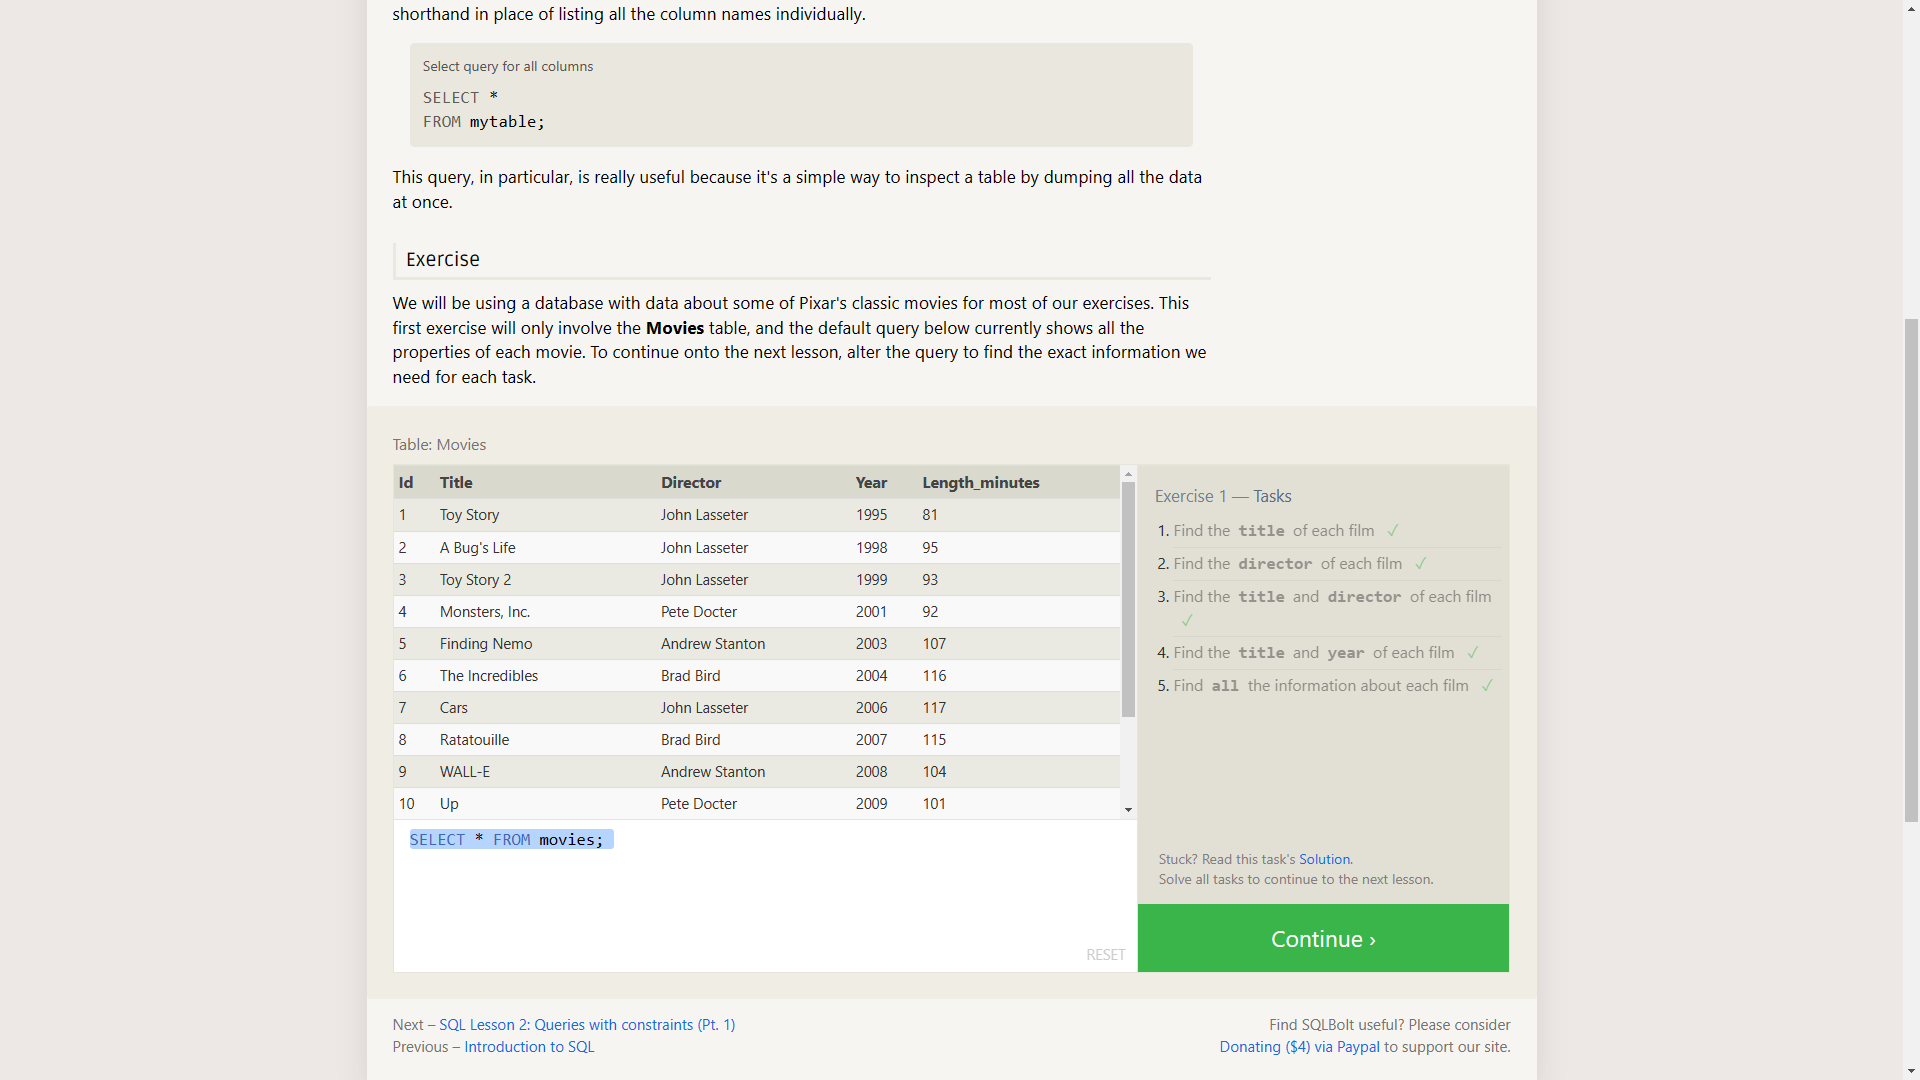 shorthand in place of listing all the column names individually.
Select query for all columns
SELECT *
FROM mytable;
This query, in particular, is really useful because it's a simple way to inspect a table by dumping all the data
at once.
Exercise
We will be using a database with data about some of Pixar's classic movies for most of our exercises. This
first exercise will only involve the Movies table, and the default query below currently shows all the
properties of each movie. To continue onto the next lesson, alter the query to find the exact information we
need for each task.
Table: Movies
Id Title Director Year Length_minutes
1 Toy Story John Lasseter 1995 81
2 A Bug's Life John Lasseter 1998 95
3 Toy Story 2 John Lasseter 1999 93
4 Monsters, Inc. Pete Docter 2001 92
5 Finding Nemo Andrew Stanton 2003 107
6 The Incredibles Brad Bird 2004 116
7 Cars John Lasseter 2006 117
8 Ratatouille Brad Bird 2007 115
9 WALL-E Andrew Stanton 2008 104
10 Up Pete Docter 2009 101
SELECT * FROM movies;
RESET
Exercise 1 — Tasks
1. Find the title of each film ✓
2. Find the director of each film ✓
3. Find the title and director of each film
✓
4. Find the title and year of each film ✓
5. Find all the information about each film ✓
Stuck? Read this task's Solution.
Solve all tasks to continue to the next lesson.
Continue ›
Next – SQL Lesson 2: Queries with constraints (Pt. 1)
Previous – Introduction to SQL
Find SQLBolt useful? Please consider
Donating ($4) via Paypal to support our site.